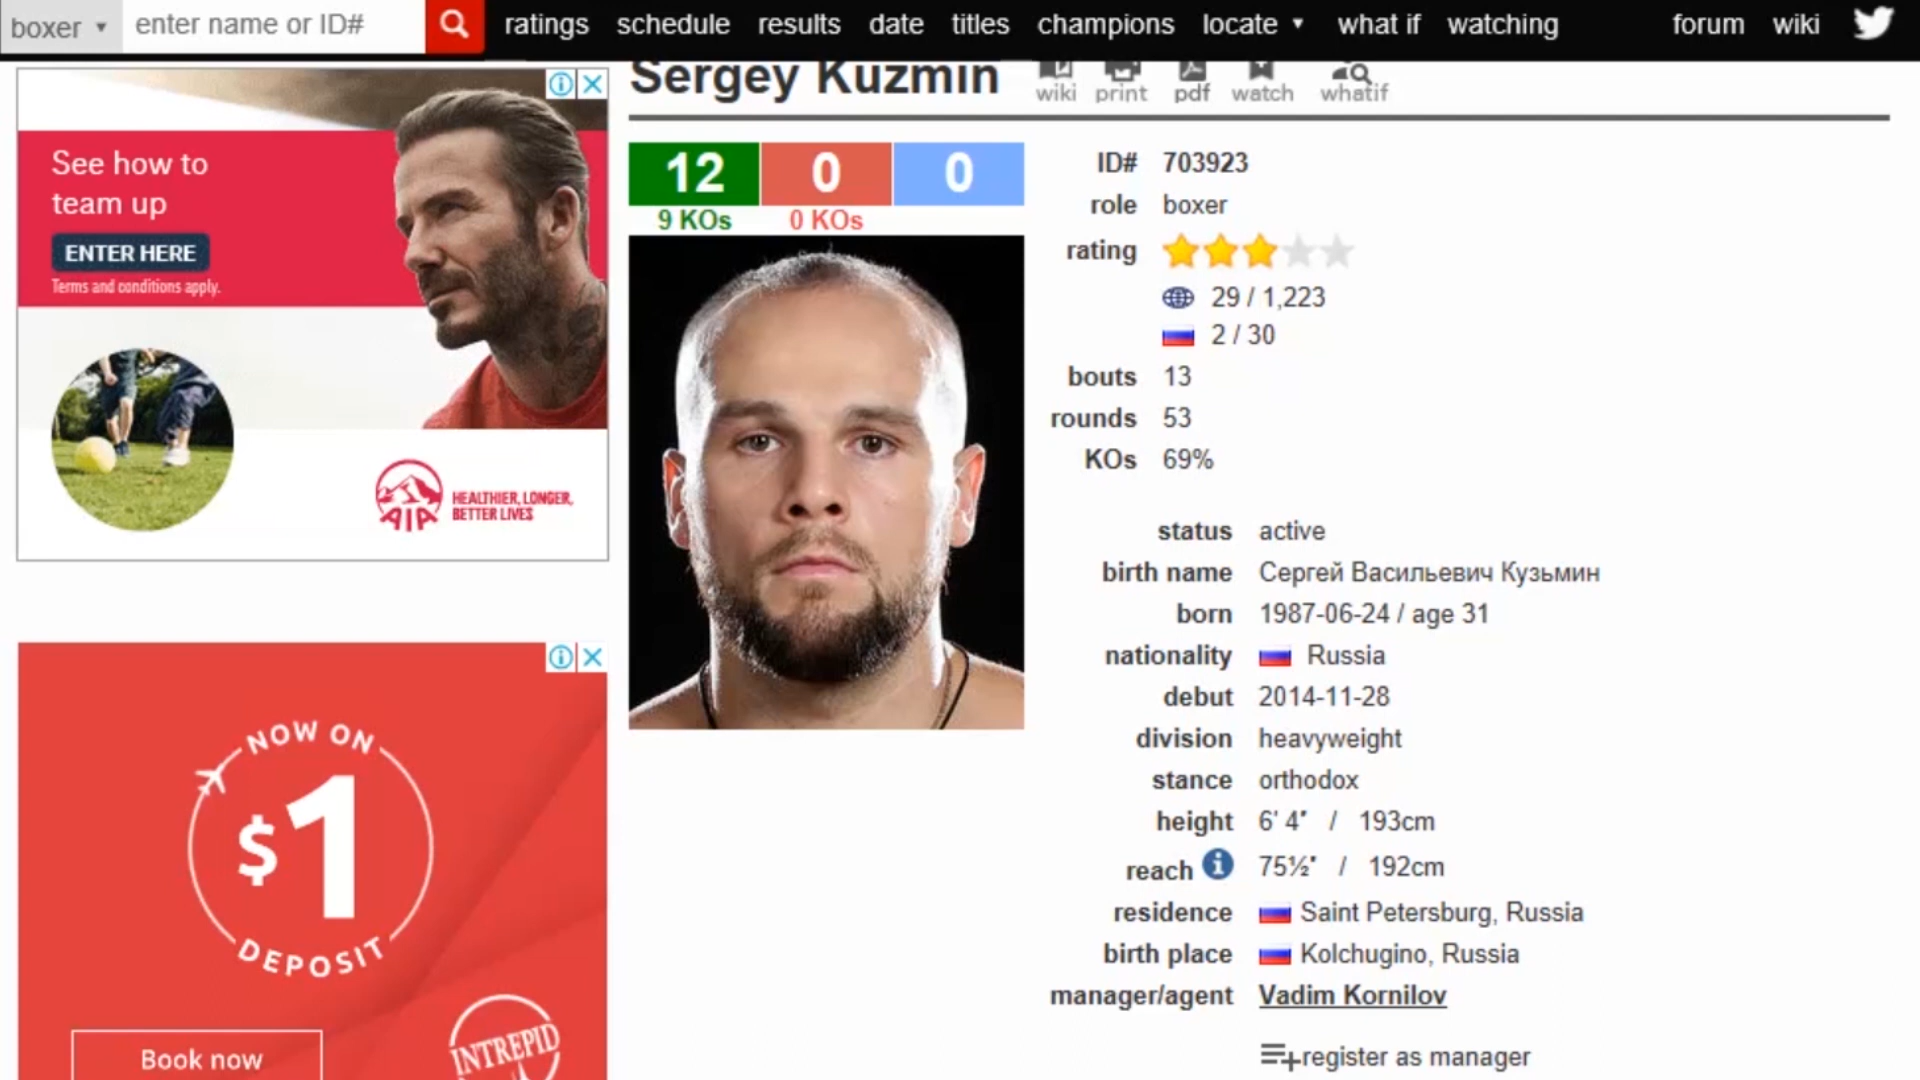 boxer ▼ enter name or ID# ratings schedule results date titles champions locate ▼ what if watching forum wiki
Sergey Kuzmin
wiki print pdf watch whatif
See how to
team up
ENTER HERE
Terms and conditions apply.
AIA
HEALTHIER, LONGER,
BETTER LIVES
NOW ON
$1
DEPOSIT
Book now
INTREPID
12 0 0
9 KOs 0 KOs
ID# 703923
role boxer
rating
29 / 1,223
2 / 30
bouts 13
rounds 53
KOs 69%
status active
birth name Сергей Васильевич Кузьмин
born 1987-06-24 / age 31
nationality Russia
debut 2014-11-28
division heavyweight
stance orthodox
height 6′ 4″ / 193cm
reach 75½″ / 192cm
residence Saint Petersburg, Russia
birth place Kolchugino, Russia
manager/agent Vadim Kornilov
register as manager